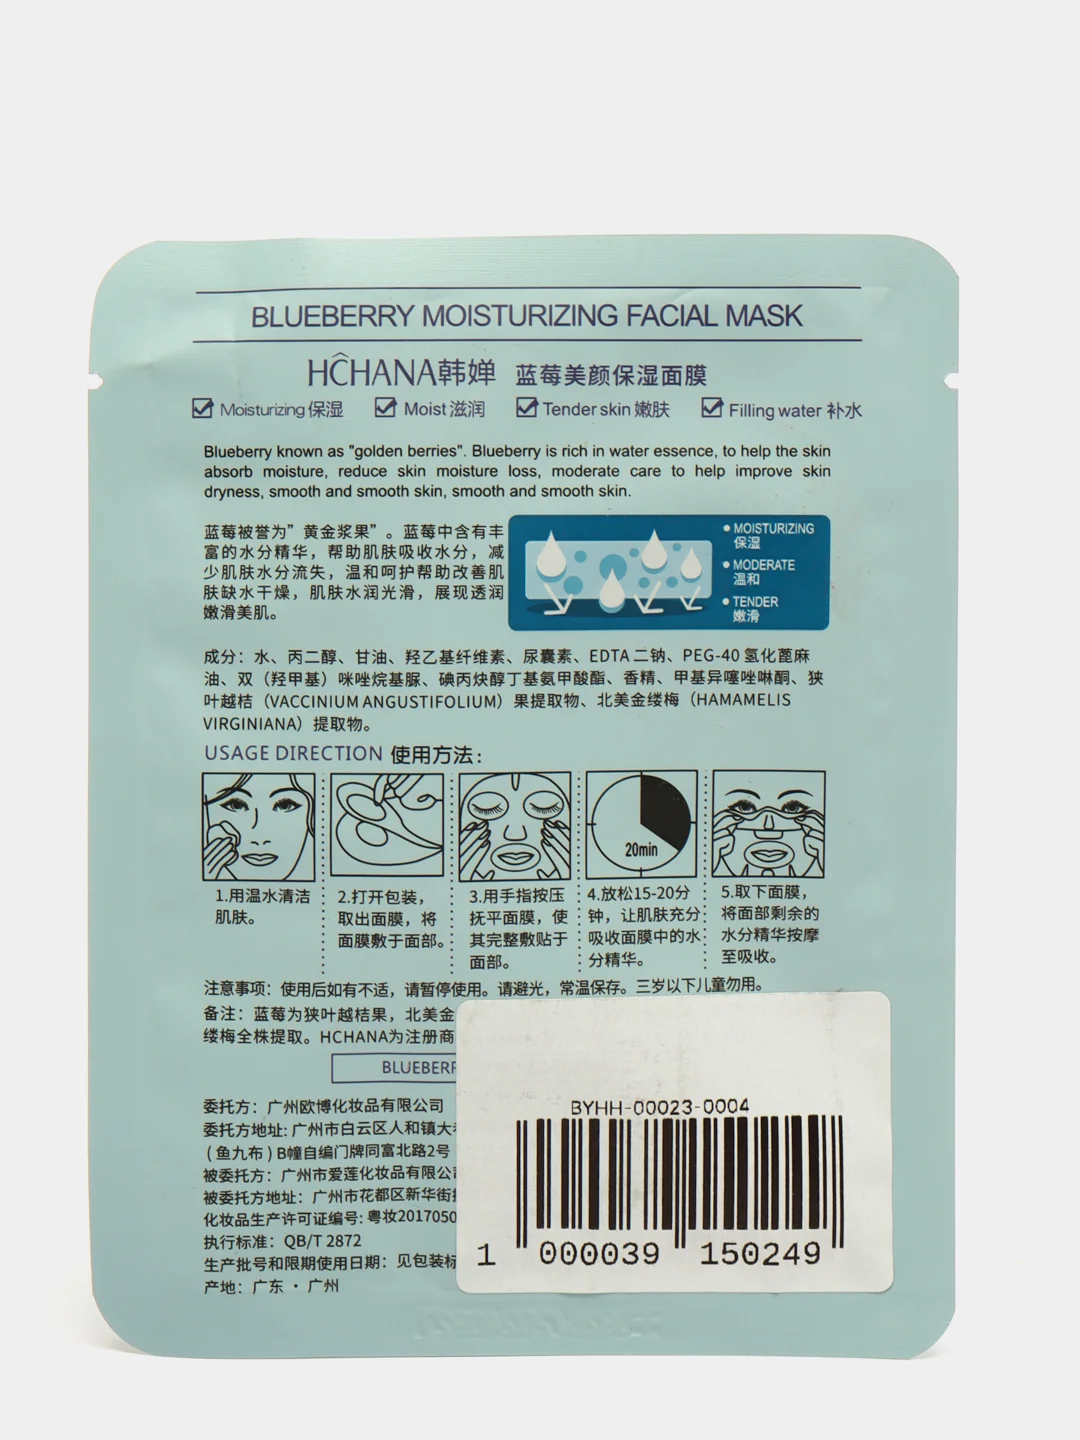 BLUEBERRY MOISTURIZING FACIAL MASK
HCHANA韩婵 蓝莓美颜保湿面膜
Moisturizing 保湿 Moist 滋润 Tender skin 嫩肤 Filling water 补水
Blueberry known as "golden berries". Blueberry is rich in water essence, to help the skin
absorb moisture, reduce skin moisture loss, moderate care to help improve skin
dryness, smooth and smooth skin, smooth and smooth skin.
蓝莓被誉为”黄金浆果”。蓝莓中含有丰
富的水分精华，帮助肌肤吸收水分，减
少肌肤水分流失，温和呵护帮助改善肌
肤缺水干燥，肌肤水润光滑，展现透润
嫩滑美肌。
MOISTURIZING
保湿
MODERATE
温和
TENDER
嫩滑
成分：水、丙二醇、甘油、羟乙基纤维素、尿囊素、EDTA 二钠、PEG-40 氢化蓖麻
油、双（羟甲基）咪唑烷基脲、碘丙炔醇丁基氨甲酸酯、香精、甲基异噻唑啉酮、狭
叶越桔（VACCINIUM ANGUSTIFOLIUM）果提取物、北美金缕梅（HAMAMELIS
VIRGINIANA）提取物。
USAGE DIRECTION 使用方法：
20min
1.用温水清洁
肌肤。
2.打开包装，
取出面膜，将
面膜敷于面部。
3.用手指按压
抚平面膜，使
其完整敷贴于
面部。
4.放松15-20分
钟，让肌肤充分
吸收面膜中的水
分精华。
5.取下面膜，
将面部剩余的
水分精华按摩
至吸收。
注意事项：使用后如有不适，请暂停使用。请避光，常温保存。三岁以下儿童勿用。
备注：蓝莓为狭叶越桔果，北美金
缕梅全株提取。HCHANA为注册商
BLUEBERR
委托方：广州欧博化妆品有限公司
委托方地址：广州市白云区人和镇大
（鱼九布）B幢自编门牌同富北路2号
被委托方：广州市爱莲化妆品有限公
被委托方地址：广州市花都区新华街
化妆品生产许可证编号：粤妆2017050
执行标准：QB/T 2872
生产批号和限期使用日期：见包装标
产地：广东 · 广州
BYHH-00023-0004
1 000039 150249